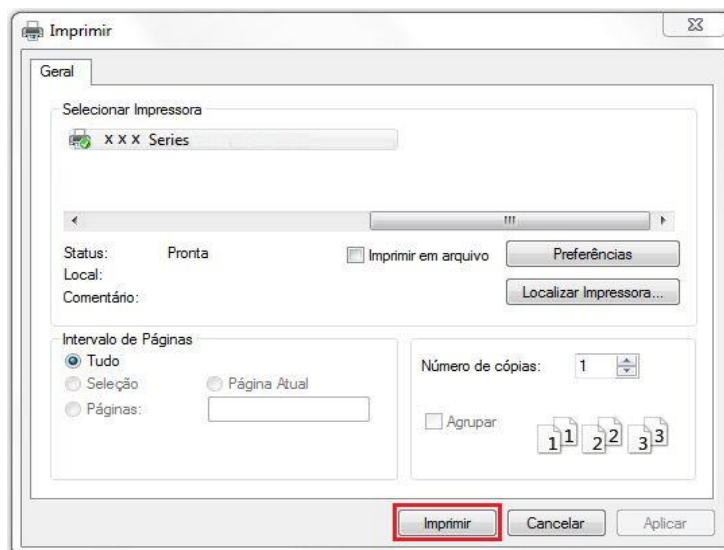 Imprimir
Geral
Selecionar Impressora
X X X Series
Status: Pronta
Imprimir em arquivo
Preferências
Local:
Localizar Impressora...
Comentário:
Intervalo de Páginas
Tudo
Seleção
Página Atual
Páginas:
Número de cópias: 1
Agrupar
1 1 2 2 3 3
Imprimir
Cancelar
Aplicar